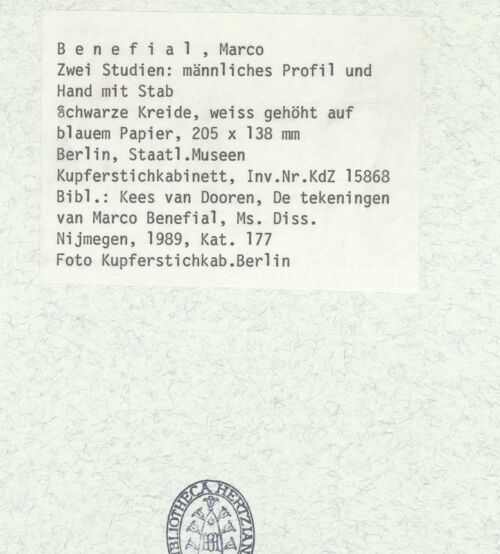 B e n e f i a l , Marco
Zwei Studien: männliches Profil und
Hand mit Stab
Schwarze Kreide, weiss gehöht auf
blauem Papier, 205 x 138 mm
Berlin, Staatl.Museen
Kupferstichkabinett, Inv.Nr.KdZ 15868
Bibl.: Kees van Dooren, De tekeningen
van Marco Benefial, Ms. Diss.
Nijmegen, 1989, Kat. 177
Foto Kupferstichkab.Berlin
BIBLIOTHECA HERTZIAN